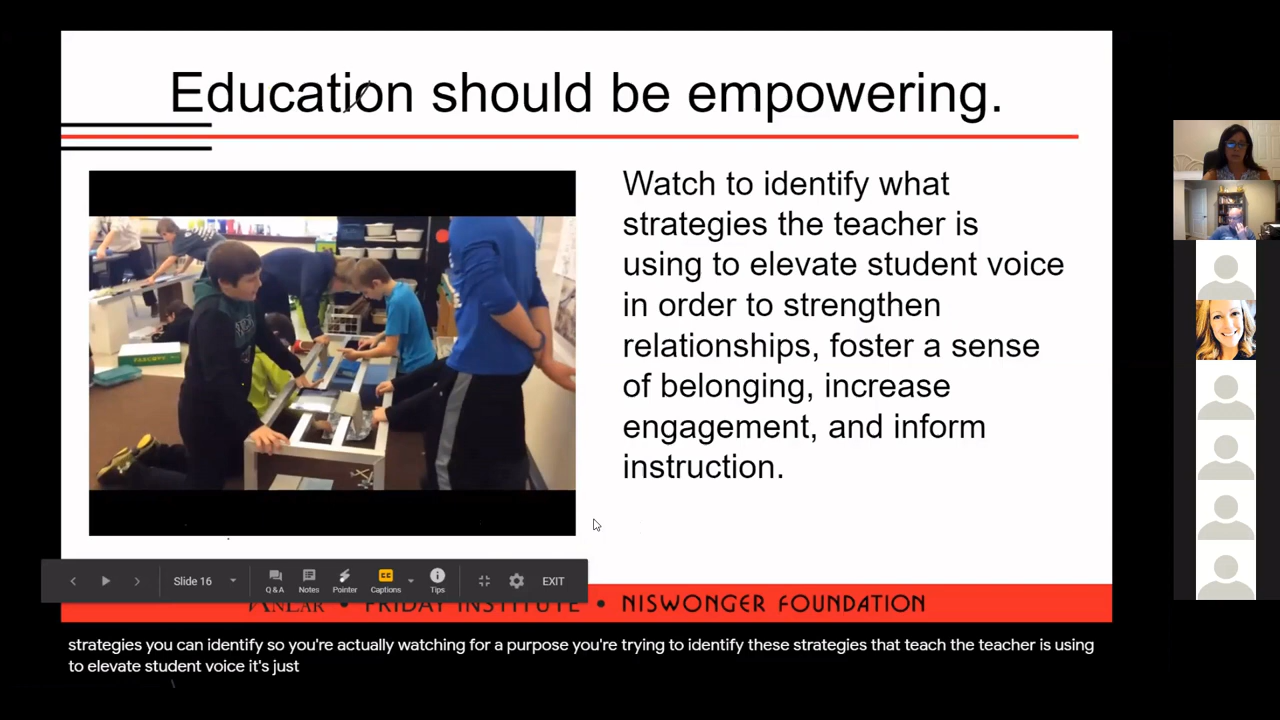 Education should be empowering.
Watch to identify what
strategies the teacher is
using to elevate student voice
in order to strengthen
relationships, foster a sense
of belonging, increase
engagement, and inform
instruction.
Slide 16
Q & A
Notes
Pointer
CC
Captions
Tips
EXIT
FRIDAY INSTITUTE • NISWONGER FOUNDATION
strategies you can identify so you're actually watching for a purpose you're trying to identify these strategies that teach the teacher is using
to elevate student voice it's just